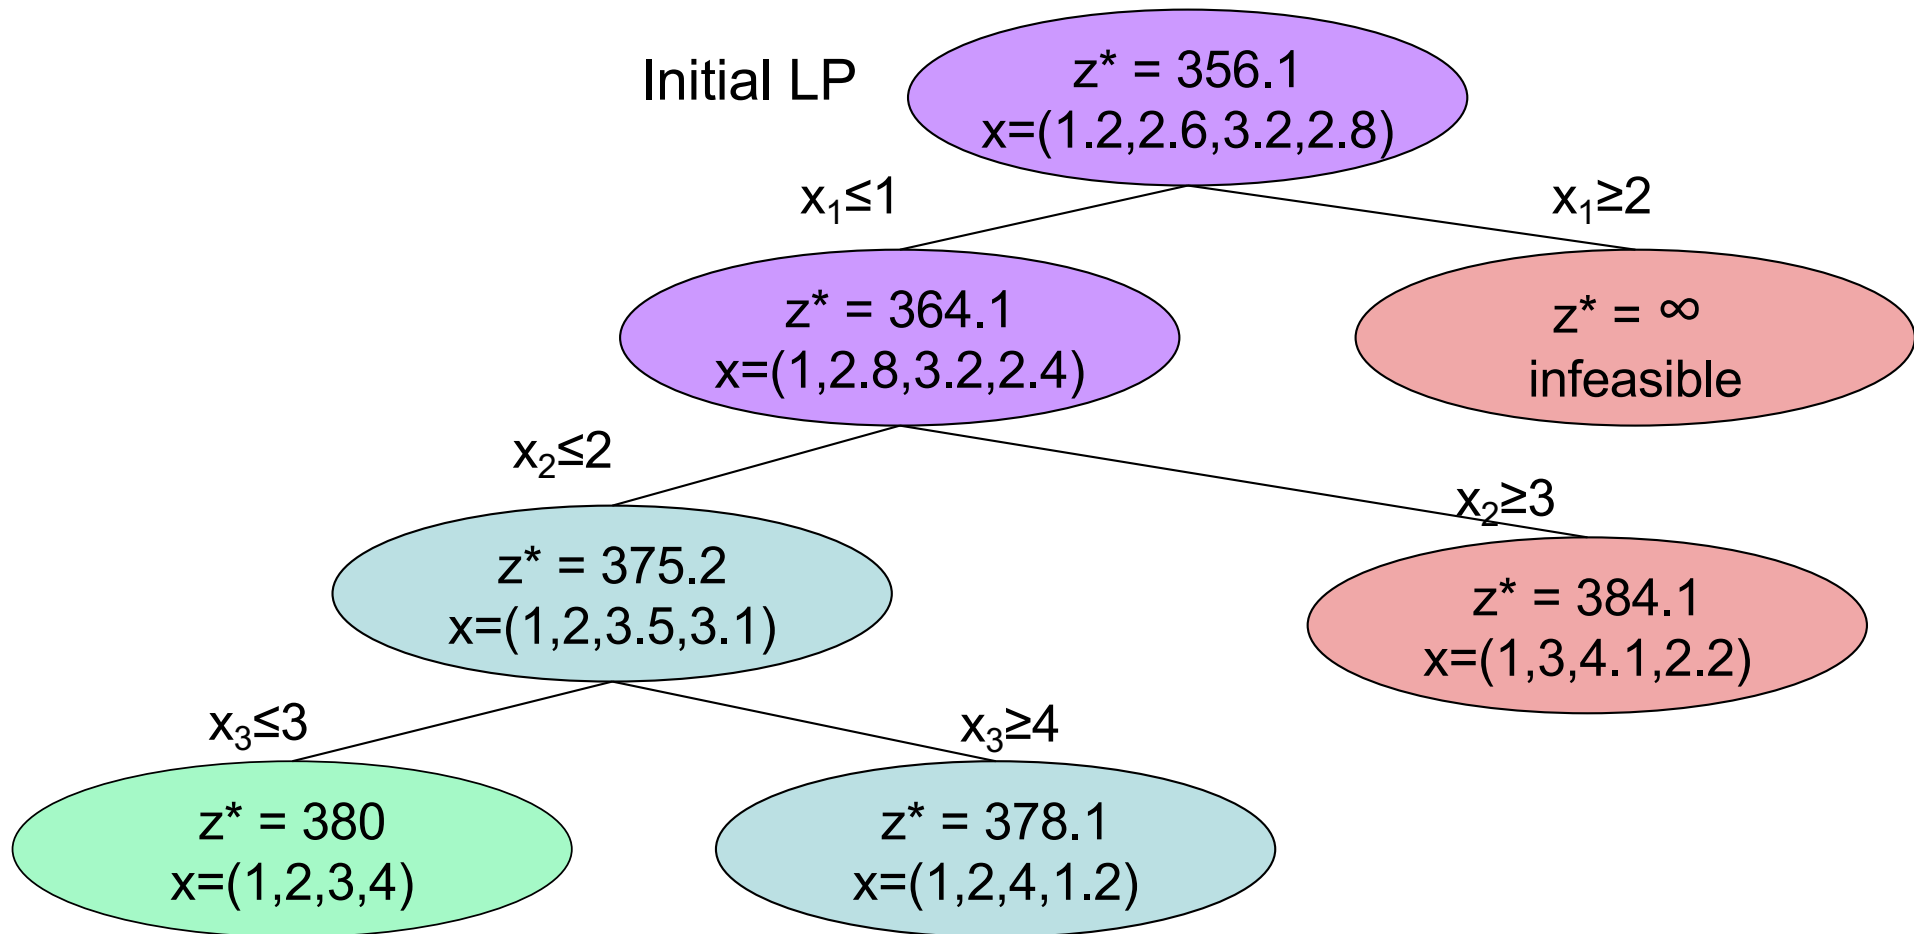 Initial LP
z* = 356.1
x=(1.2,2.6,3.2,2.8)
x₁≤1
x₁≥2
z* = 364.1
x=(1,2.8,3.2,2.4)
z* = ∞
infeasible
x₂≤2
x₂≥3
z* = 375.2
x=(1,2,3.5,3.1)
z* = 384.1
x=(1,3,4.1,2.2)
x₃≤3
x₃≥4
z* = 380
x=(1,2,3,4)
z* = 378.1
x=(1,2,4,1.2)